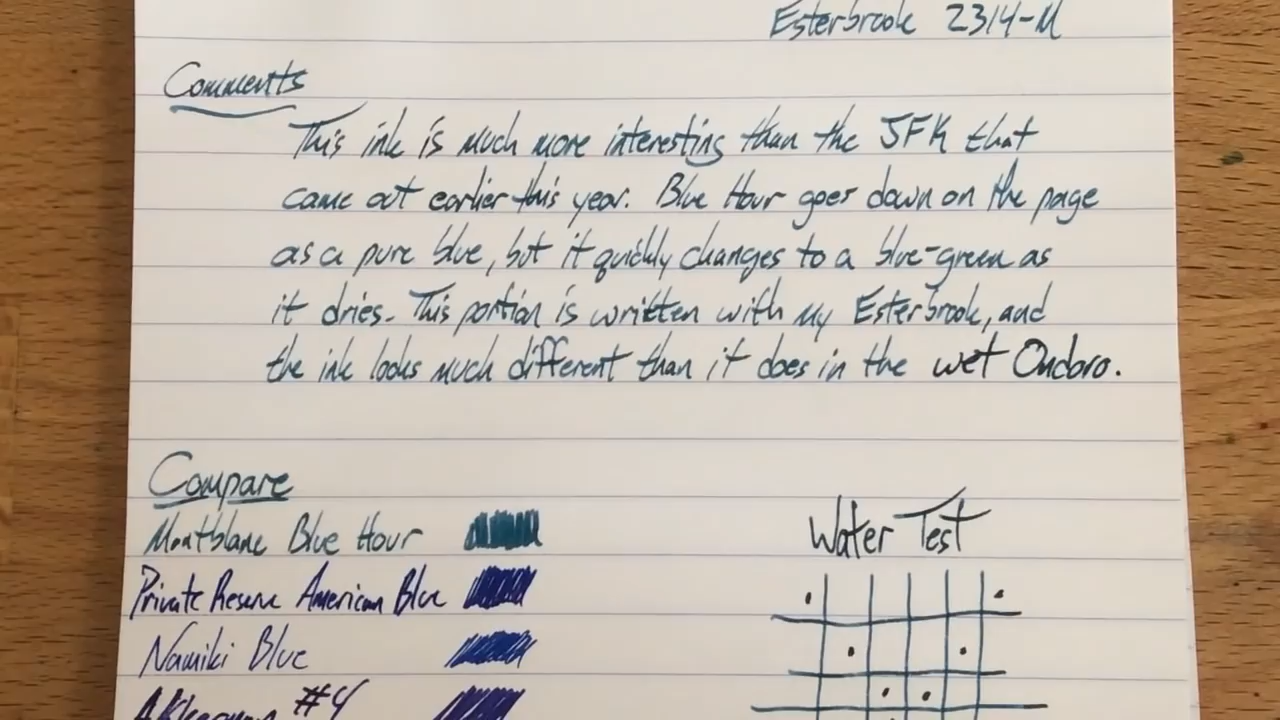 Esterbrook 2314-M
Comments
This ink is much more interesting than the JFK that
came out earlier this year. Blue Hour goes down on the page
as a pure blue, but it quickly changes to a blue-green as
it dries. This portion is written with my Esterbrook, and
the ink looks much different than it does in the wet Ondoro.
Compare
Montblanc Blue Hour
Water Test
Private Reserve American Blue
Namiki Blue
Akkerman #4